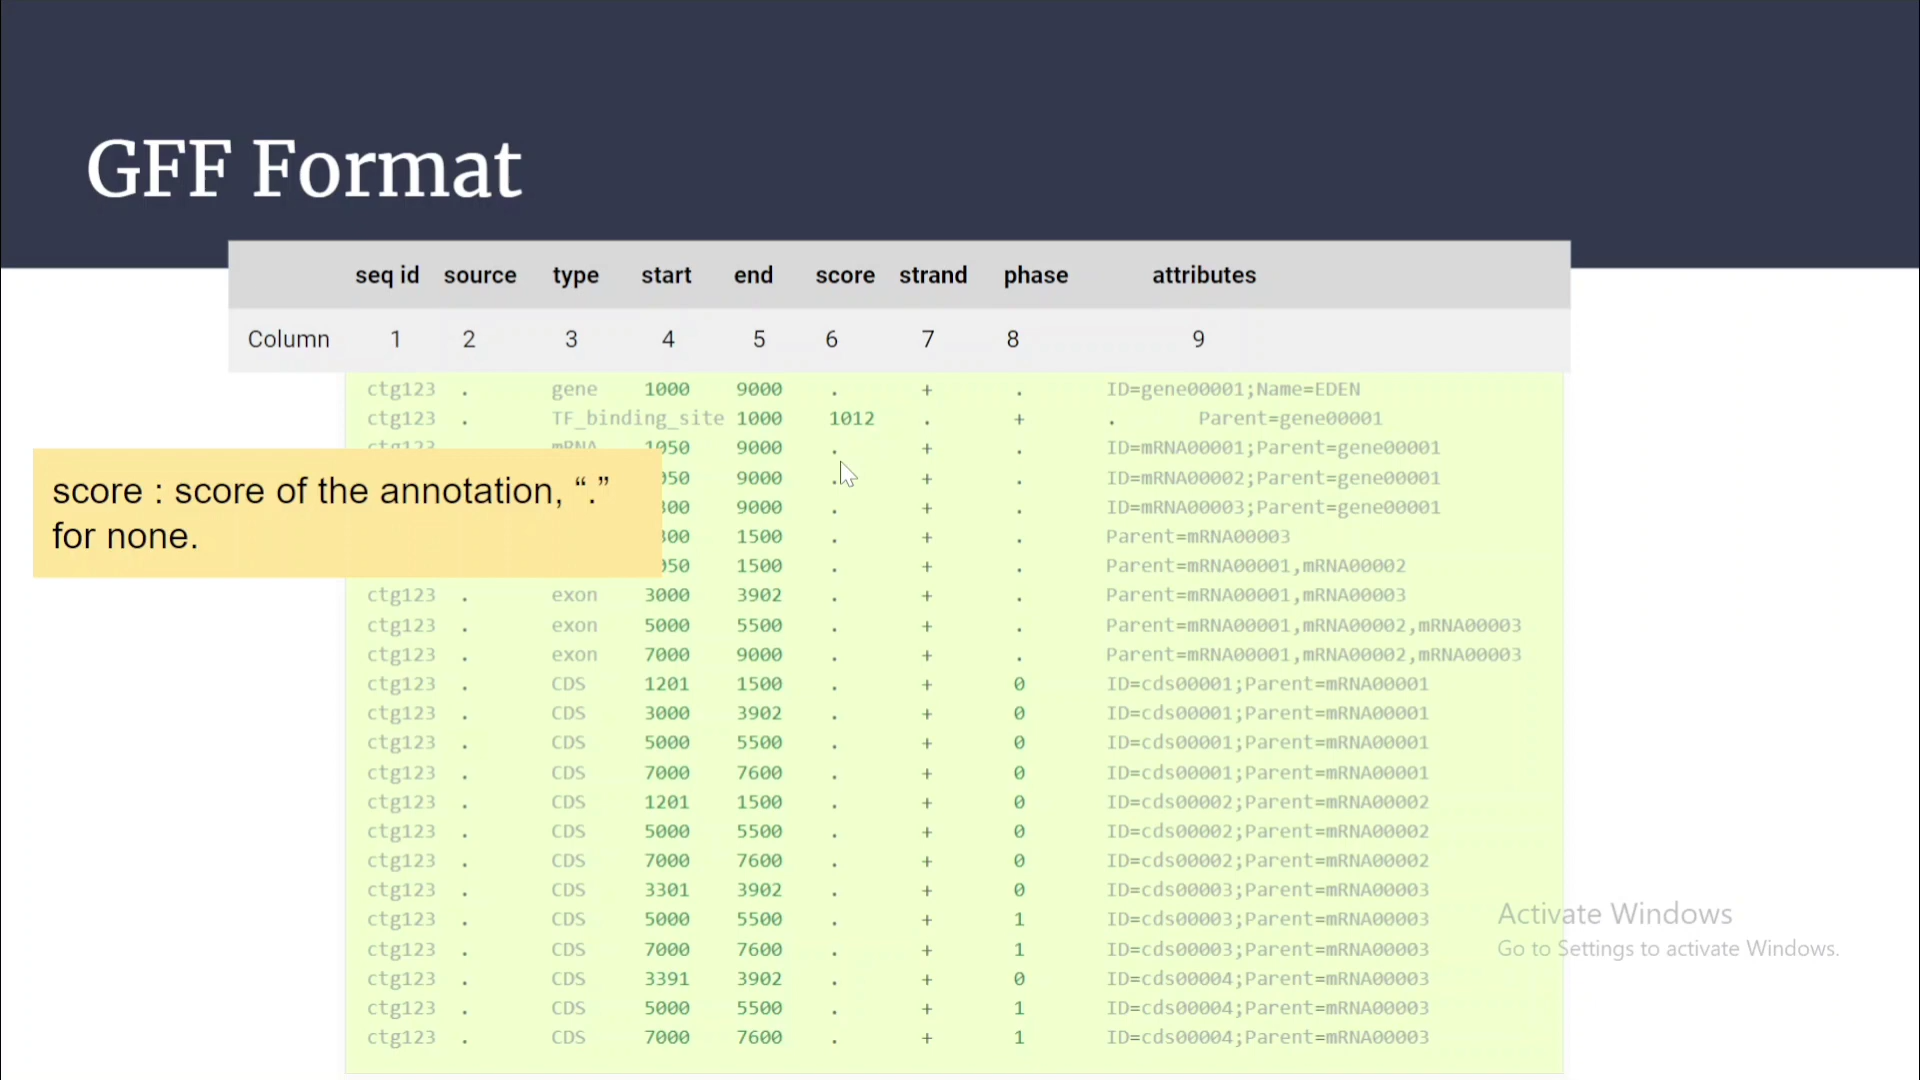 GFF Format
seq id source type start end score strand phase attributes
Column 1 2 3 4 5 6 7 8 9
ctg123 . gene 1000 9000 . + . ID=gene00001;Name=EDEN
ctg123 . TF_binding_site 1000 1012 . + . Parent=gene00001
ctg123 mRNA 1050 9000 . + . ID=mRNA00001;Parent=gene00001
050 9000 . + . ID=mRNA00002;Parent=gene00001
300 9000 . + . ID=mRNA00003;Parent=gene00001
300 1500 . + . Parent=mRNA00003
050 1500 . + . Parent=mRNA00001,mRNA00002
score : score of the annotation, “.”
for none.
ctg123 . exon 3000 3902 . + . Parent=mRNA00001,mRNA00003
ctg123 . exon 5000 5500 . + . Parent=mRNA00001,mRNA00002,mRNA00003
ctg123 . exon 7000 9000 . + . Parent=mRNA00001,mRNA00002,mRNA00003
ctg123 . CDS 1201 1500 . + 0 ID=cds00001;Parent=mRNA00001
ctg123 . CDS 3000 3902 . + 0 ID=cds00001;Parent=mRNA00001
ctg123 . CDS 5000 5500 . + 0 ID=cds00001;Parent=mRNA00001
ctg123 . CDS 7000 7600 . + 0 ID=cds00001;Parent=mRNA00001
ctg123 . CDS 1201 1500 . + 0 ID=cds00002;Parent=mRNA00002
ctg123 . CDS 5000 5500 . + 0 ID=cds00002;Parent=mRNA00002
ctg123 . CDS 7000 7600 . + 0 ID=cds00002;Parent=mRNA00002
ctg123 . CDS 3301 3902 . + 0 ID=cds00003;Parent=mRNA00003
ctg123 . CDS 5000 5500 . + 1 ID=cds00003;Parent=mRNA00003
ctg123 . CDS 7000 7600 . + 1 ID=cds00003;Parent=mRNA00003
ctg123 . CDS 3391 3902 . + 0 ID=cds00004;Parent=mRNA00003
ctg123 . CDS 5000 5500 . + 1 ID=cds00004;Parent=mRNA00003
ctg123 . CDS 7000 7600 . + 1 ID=cds00004;Parent=mRNA00003
Activate Windows
Go to Settings to activate Windows.